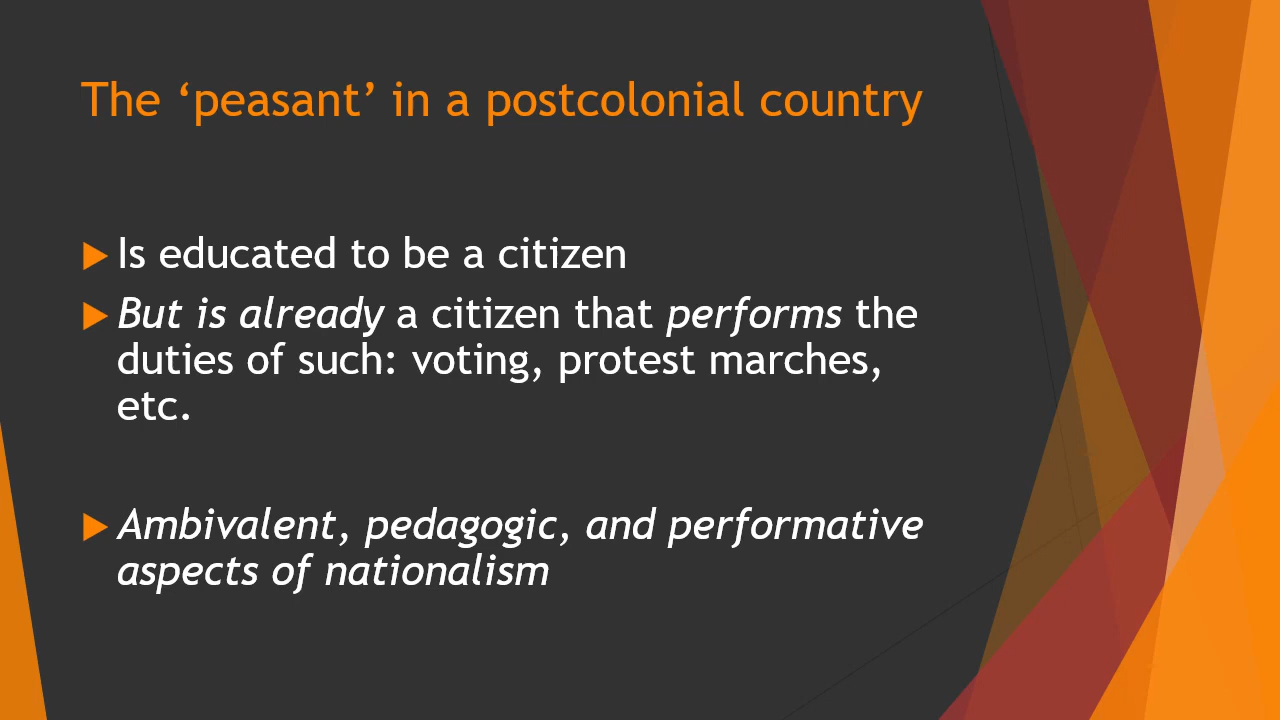 The ‘peasant’ in a postcolonial country
Is educated to be a citizen
But is already a citizen that performs the
duties of such: voting, protest marches,
etc.
Ambivalent, pedagogic, and performative
aspects of nationalism